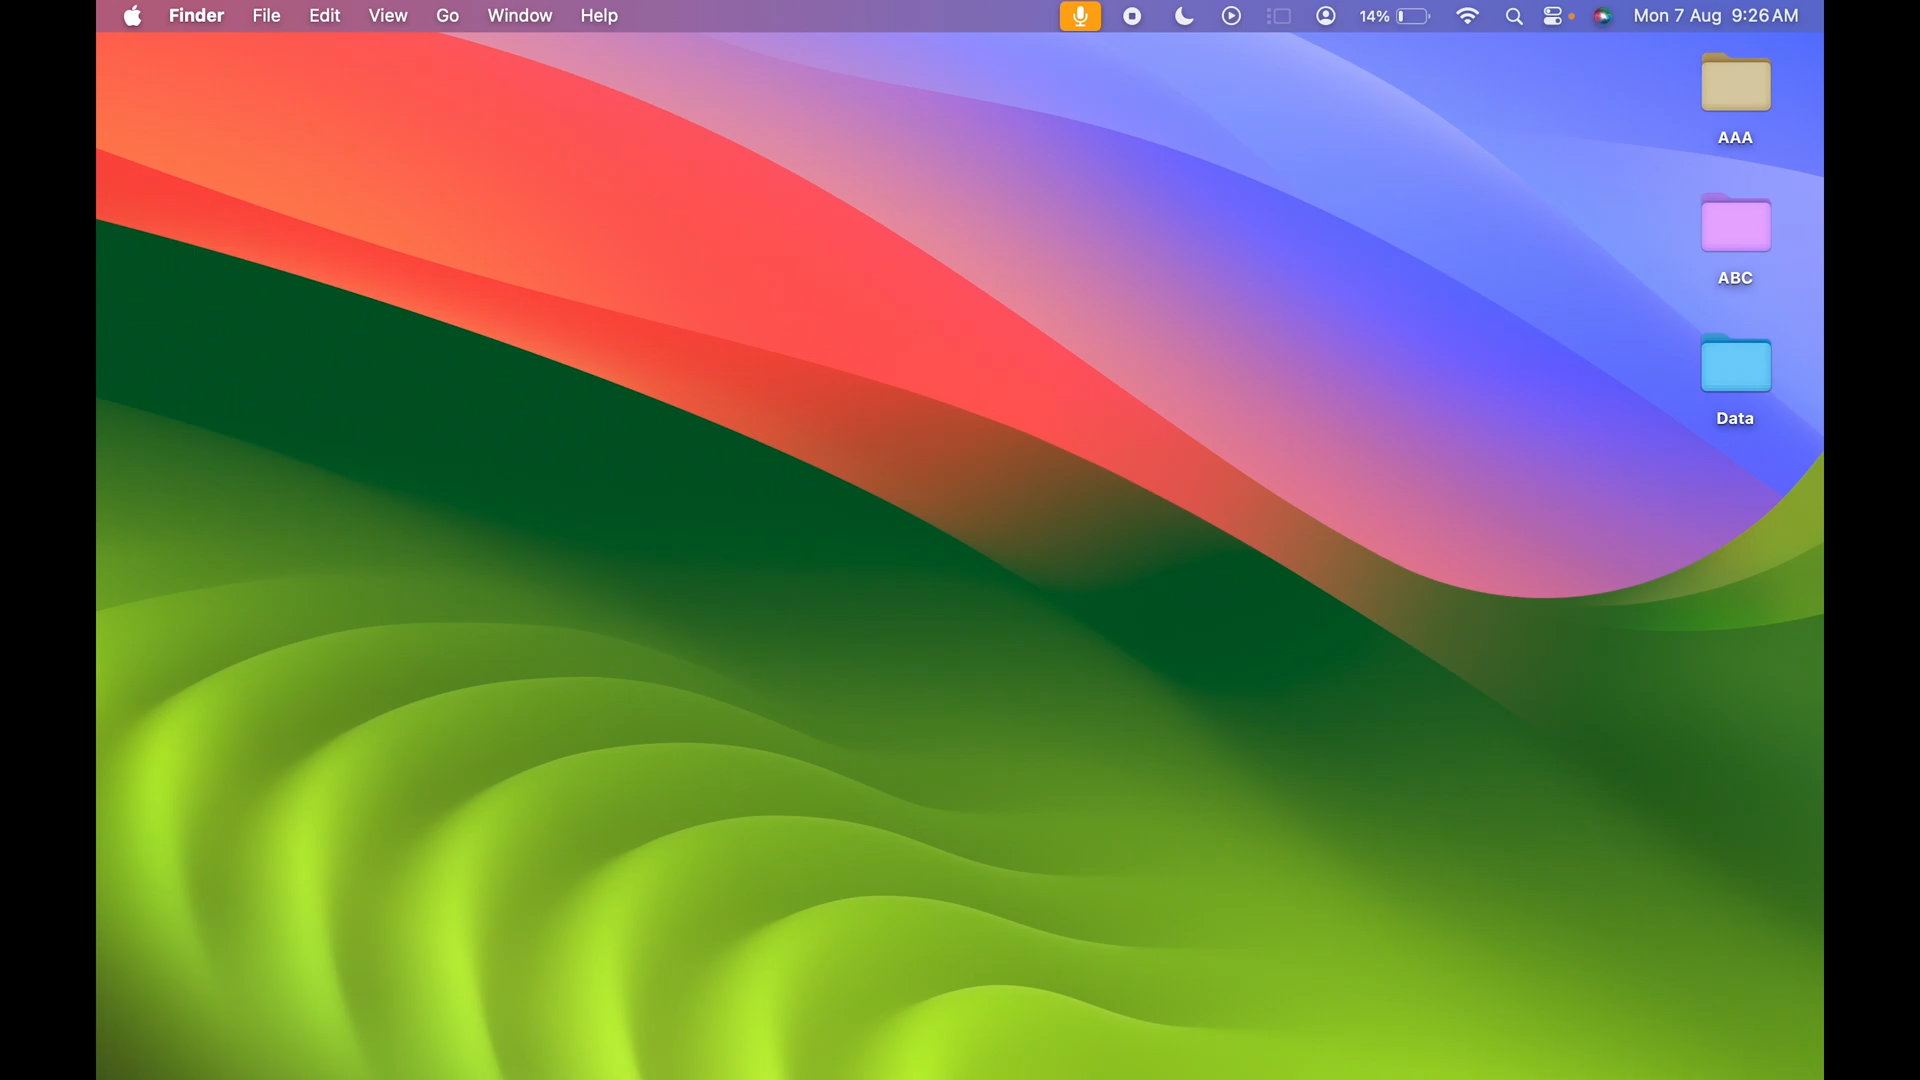 Finder File Edit View Go Window Help 14% Mon 7 Aug 9:26 AM
AAA
ABC
Data